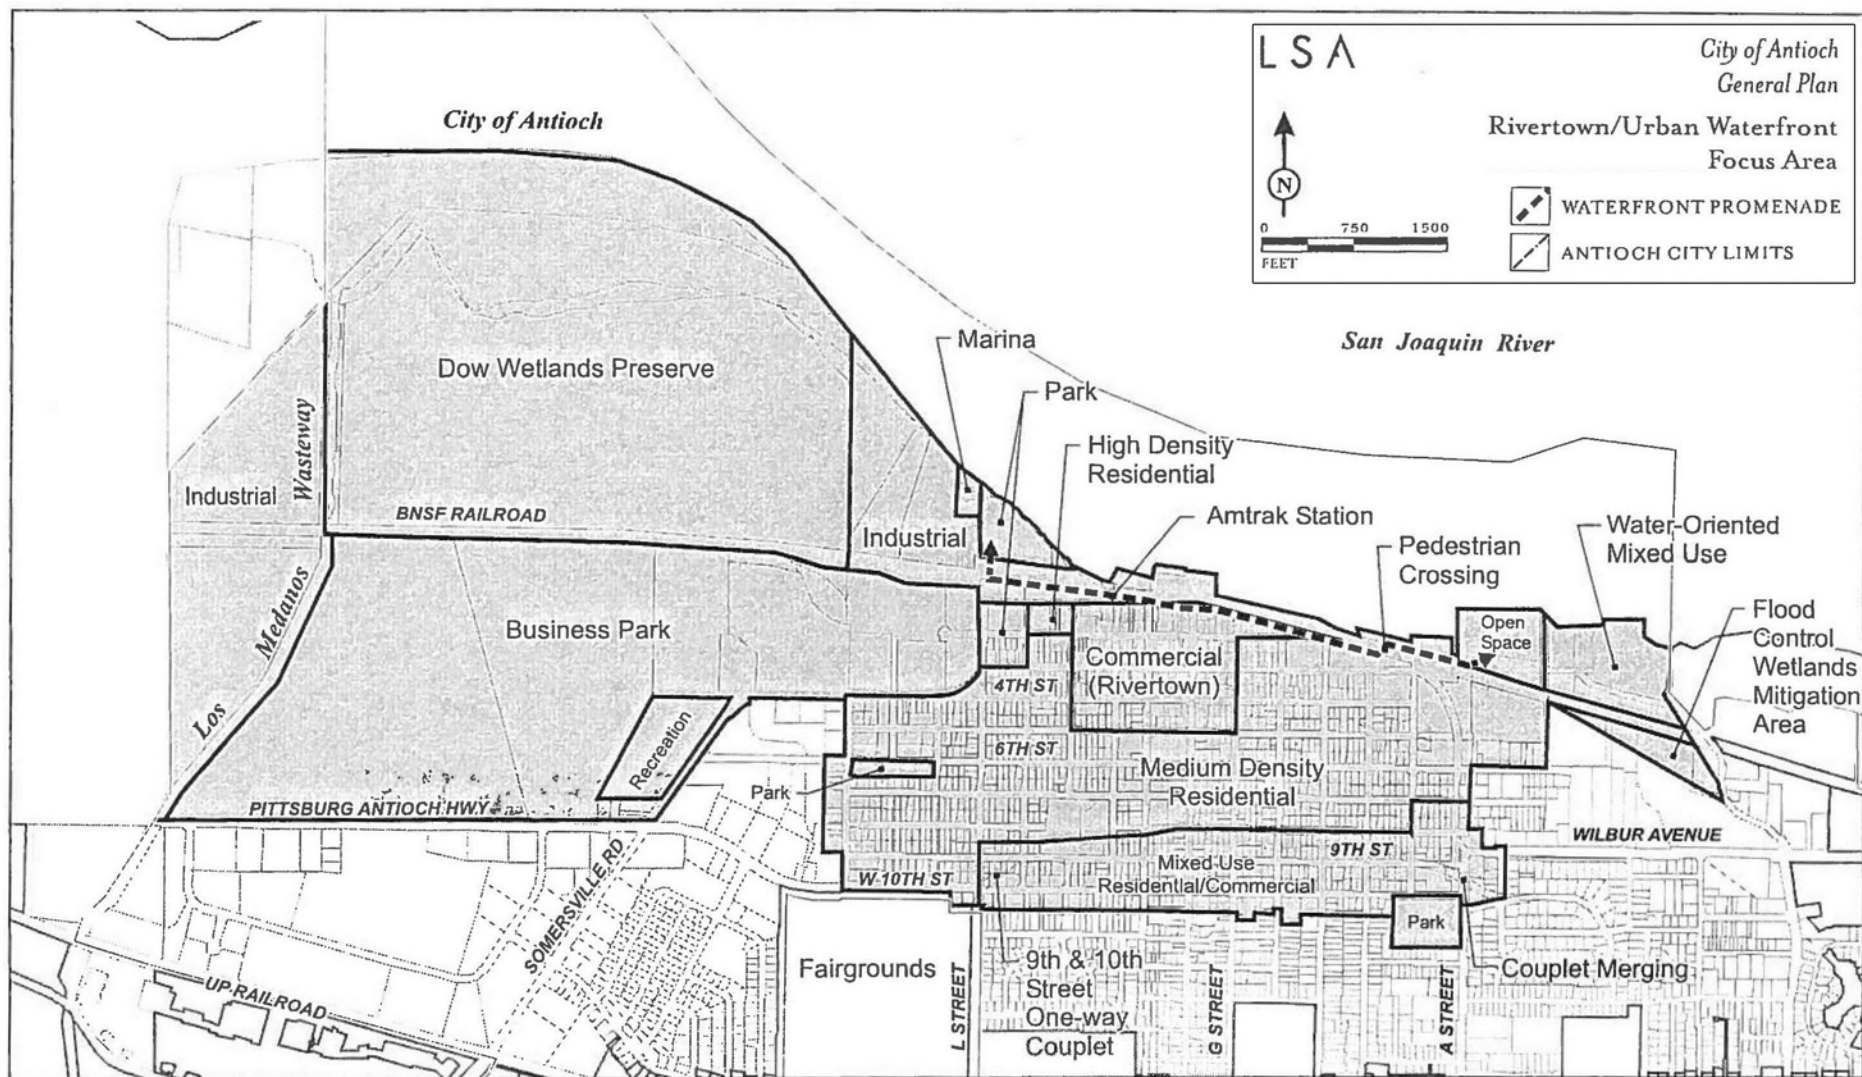 LSA
City of Antioch
General Plan
Rivertown/Urban Waterfront
Focus Area
N
0 750 1500
FEET
WATERFRONT PROMENADE
ANTIOCH CITY LIMITS
City of Antioch
San Joaquin River
Marina
Dow Wetlands Preserve
Park
High Density
Residential
Wasteway
Industrial
BNSF RAILROAD
Amtrak Station
Industrial
Pedestrian
Crossing
Water-Oriented
Mixed Use
Los Medanos
Business Park
Flood
Control
Wetlands
Mitigation
Area
Open
Space
Commercial
(Rivertown)
4TH ST
6TH ST
Recreation
Park
Medium Density
Residential
PITTSBURG ANTIOCH HWY
SOMERSVILLE RD
WILBUR AVENUE
9TH ST
Mixed Use
Residential/Commercial
W 10TH ST
Park
Fairgrounds
L STREET
9th & 10th
Street
One-way
Couplet
G STREET
A STREET
Couplet Merging
UP RAILROAD